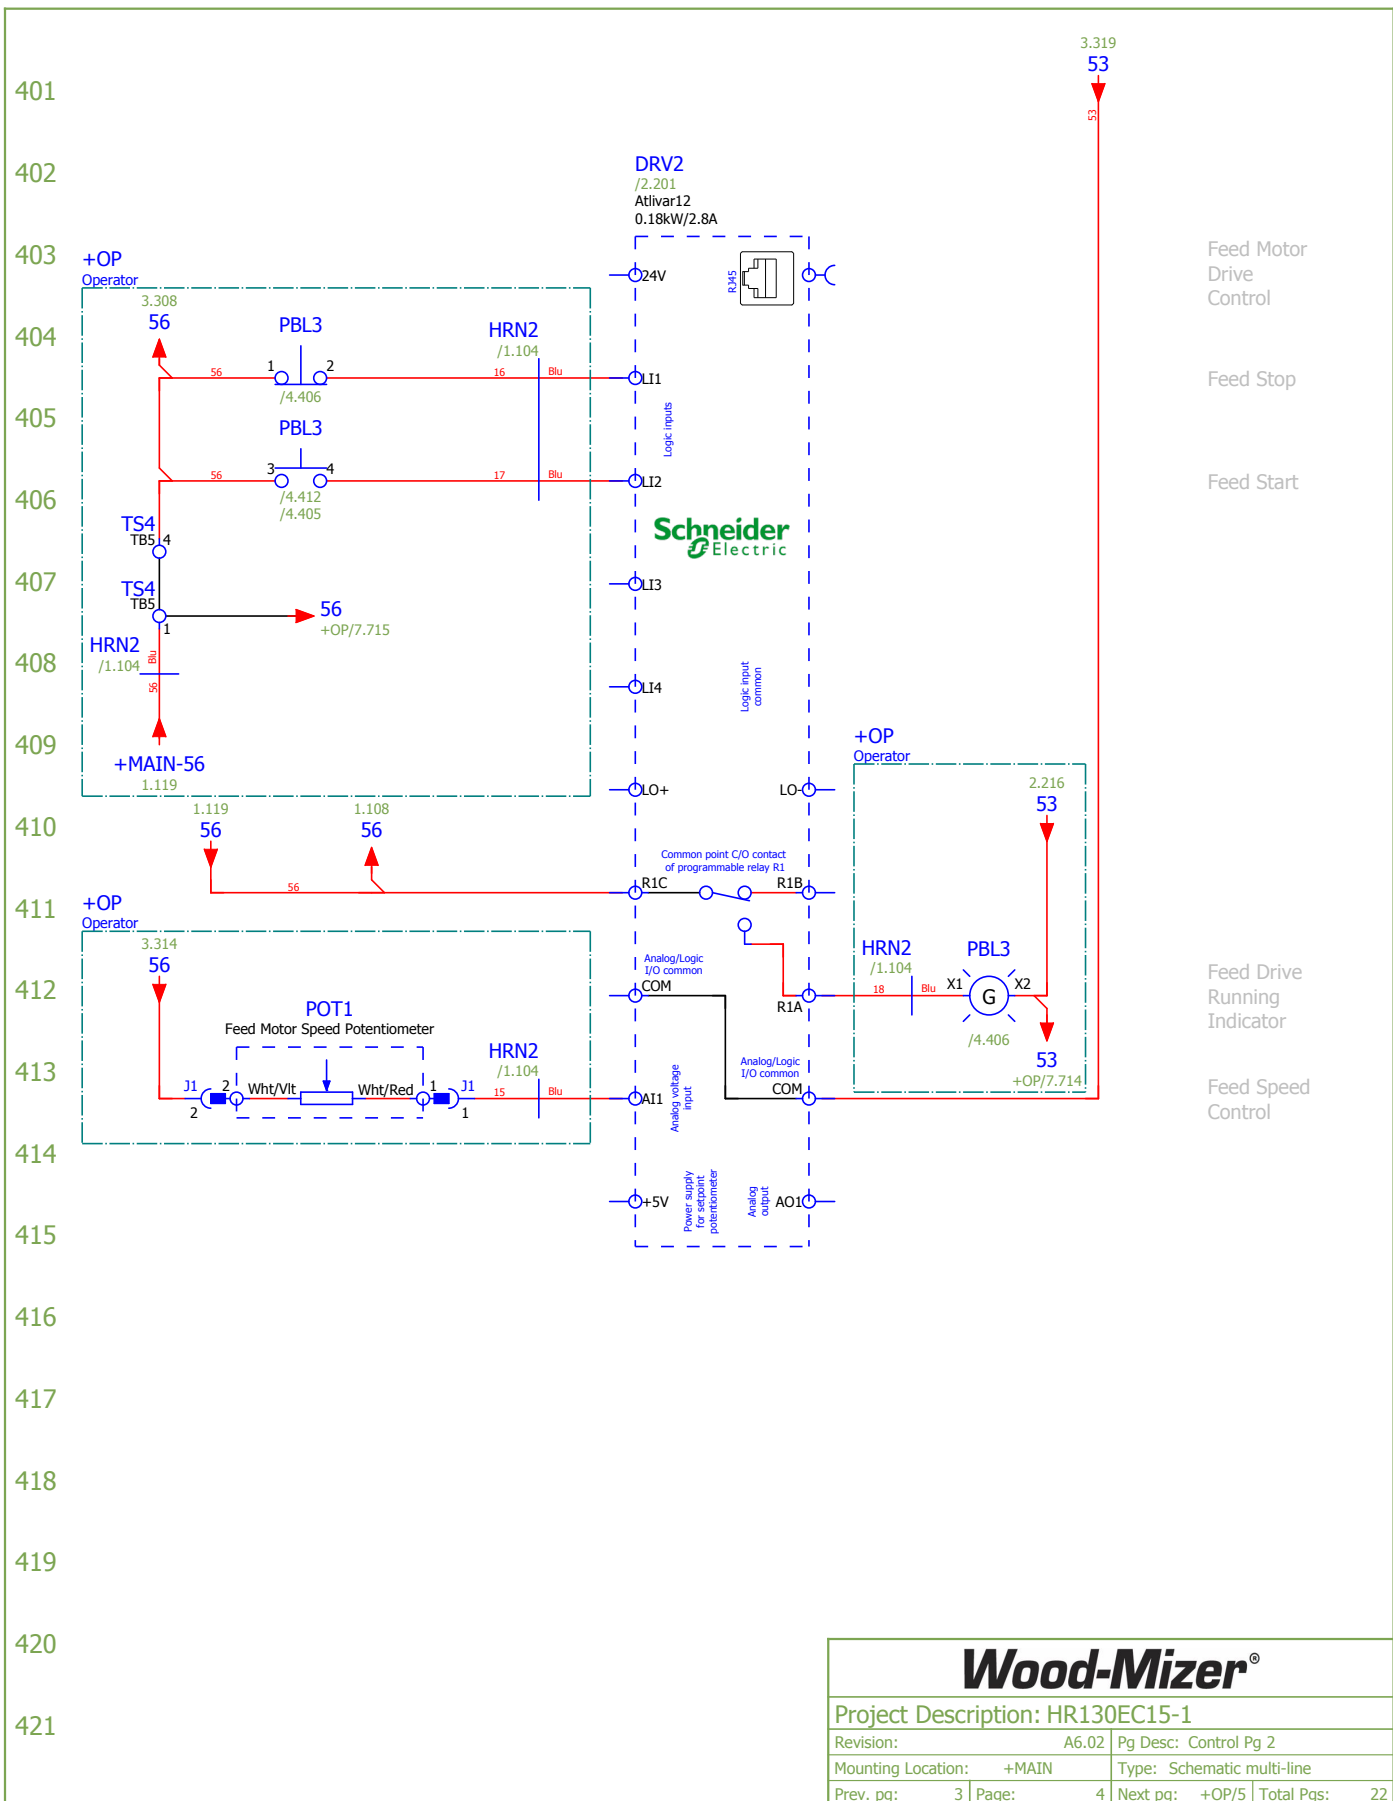 3.319
53
53
401
402
DRV2
/2.201
Atlivar12
0.18kW/2.8A
403
+OP
Operator
24V
RJ45
Feed Motor
Drive
Control
3.308
56
404
PBL3
HRN2
/1.104
1
2
56
16
Blu
LI1
/4.406
Feed Stop
405
Logic inputs
PBL3
3
4
56
17
Blu
LI2
/4.412
/4.405
Feed Start
406
TS4
TB5
4
Schneider
Electric
407
TS4
TB5
1
LI3
56
+OP/7.715
408
HRN2
/1.104
Blu
56
LI4
Logic input
common
409
+MAIN-56
1.119
+OP
Operator
LO+
LO-
2.216
53
410
1.119
56
1.108
56
Common point C/O contact
of programmable relay R1
56
R1C
R1B
411
+OP
Operator
3.314
56
Analog/Logic
I/O common
COM
HRN2
/1.104
PBL3
412
R1A
18
Blu
X1
G
X2
/4.406
Feed Drive
Running
Indicator
POT1
Feed Motor Speed Potentiometer
413
HRN2
/1.104
Analog/Logic
I/O common
COM
53
+OP/7.714
J1
2
2
Wht/Vlt
Wht/Red
1
J1
1
15
Blu
AI1
Analog voltage
input
Feed Speed
Control
414
+5V
Power supply
for setpoint
potentiometer
Analog
output
AO1
415
416
417
418
419
420
421
Wood-Mizer®
Project Description: HR130EC15-1
Revision: A6.02 Pg Desc: Control Pg 2
Mounting Location: +MAIN Type: Schematic multi-line
Prev. pg: 3 Page: 4 Next pg: +OP/5 Total Pgs: 22